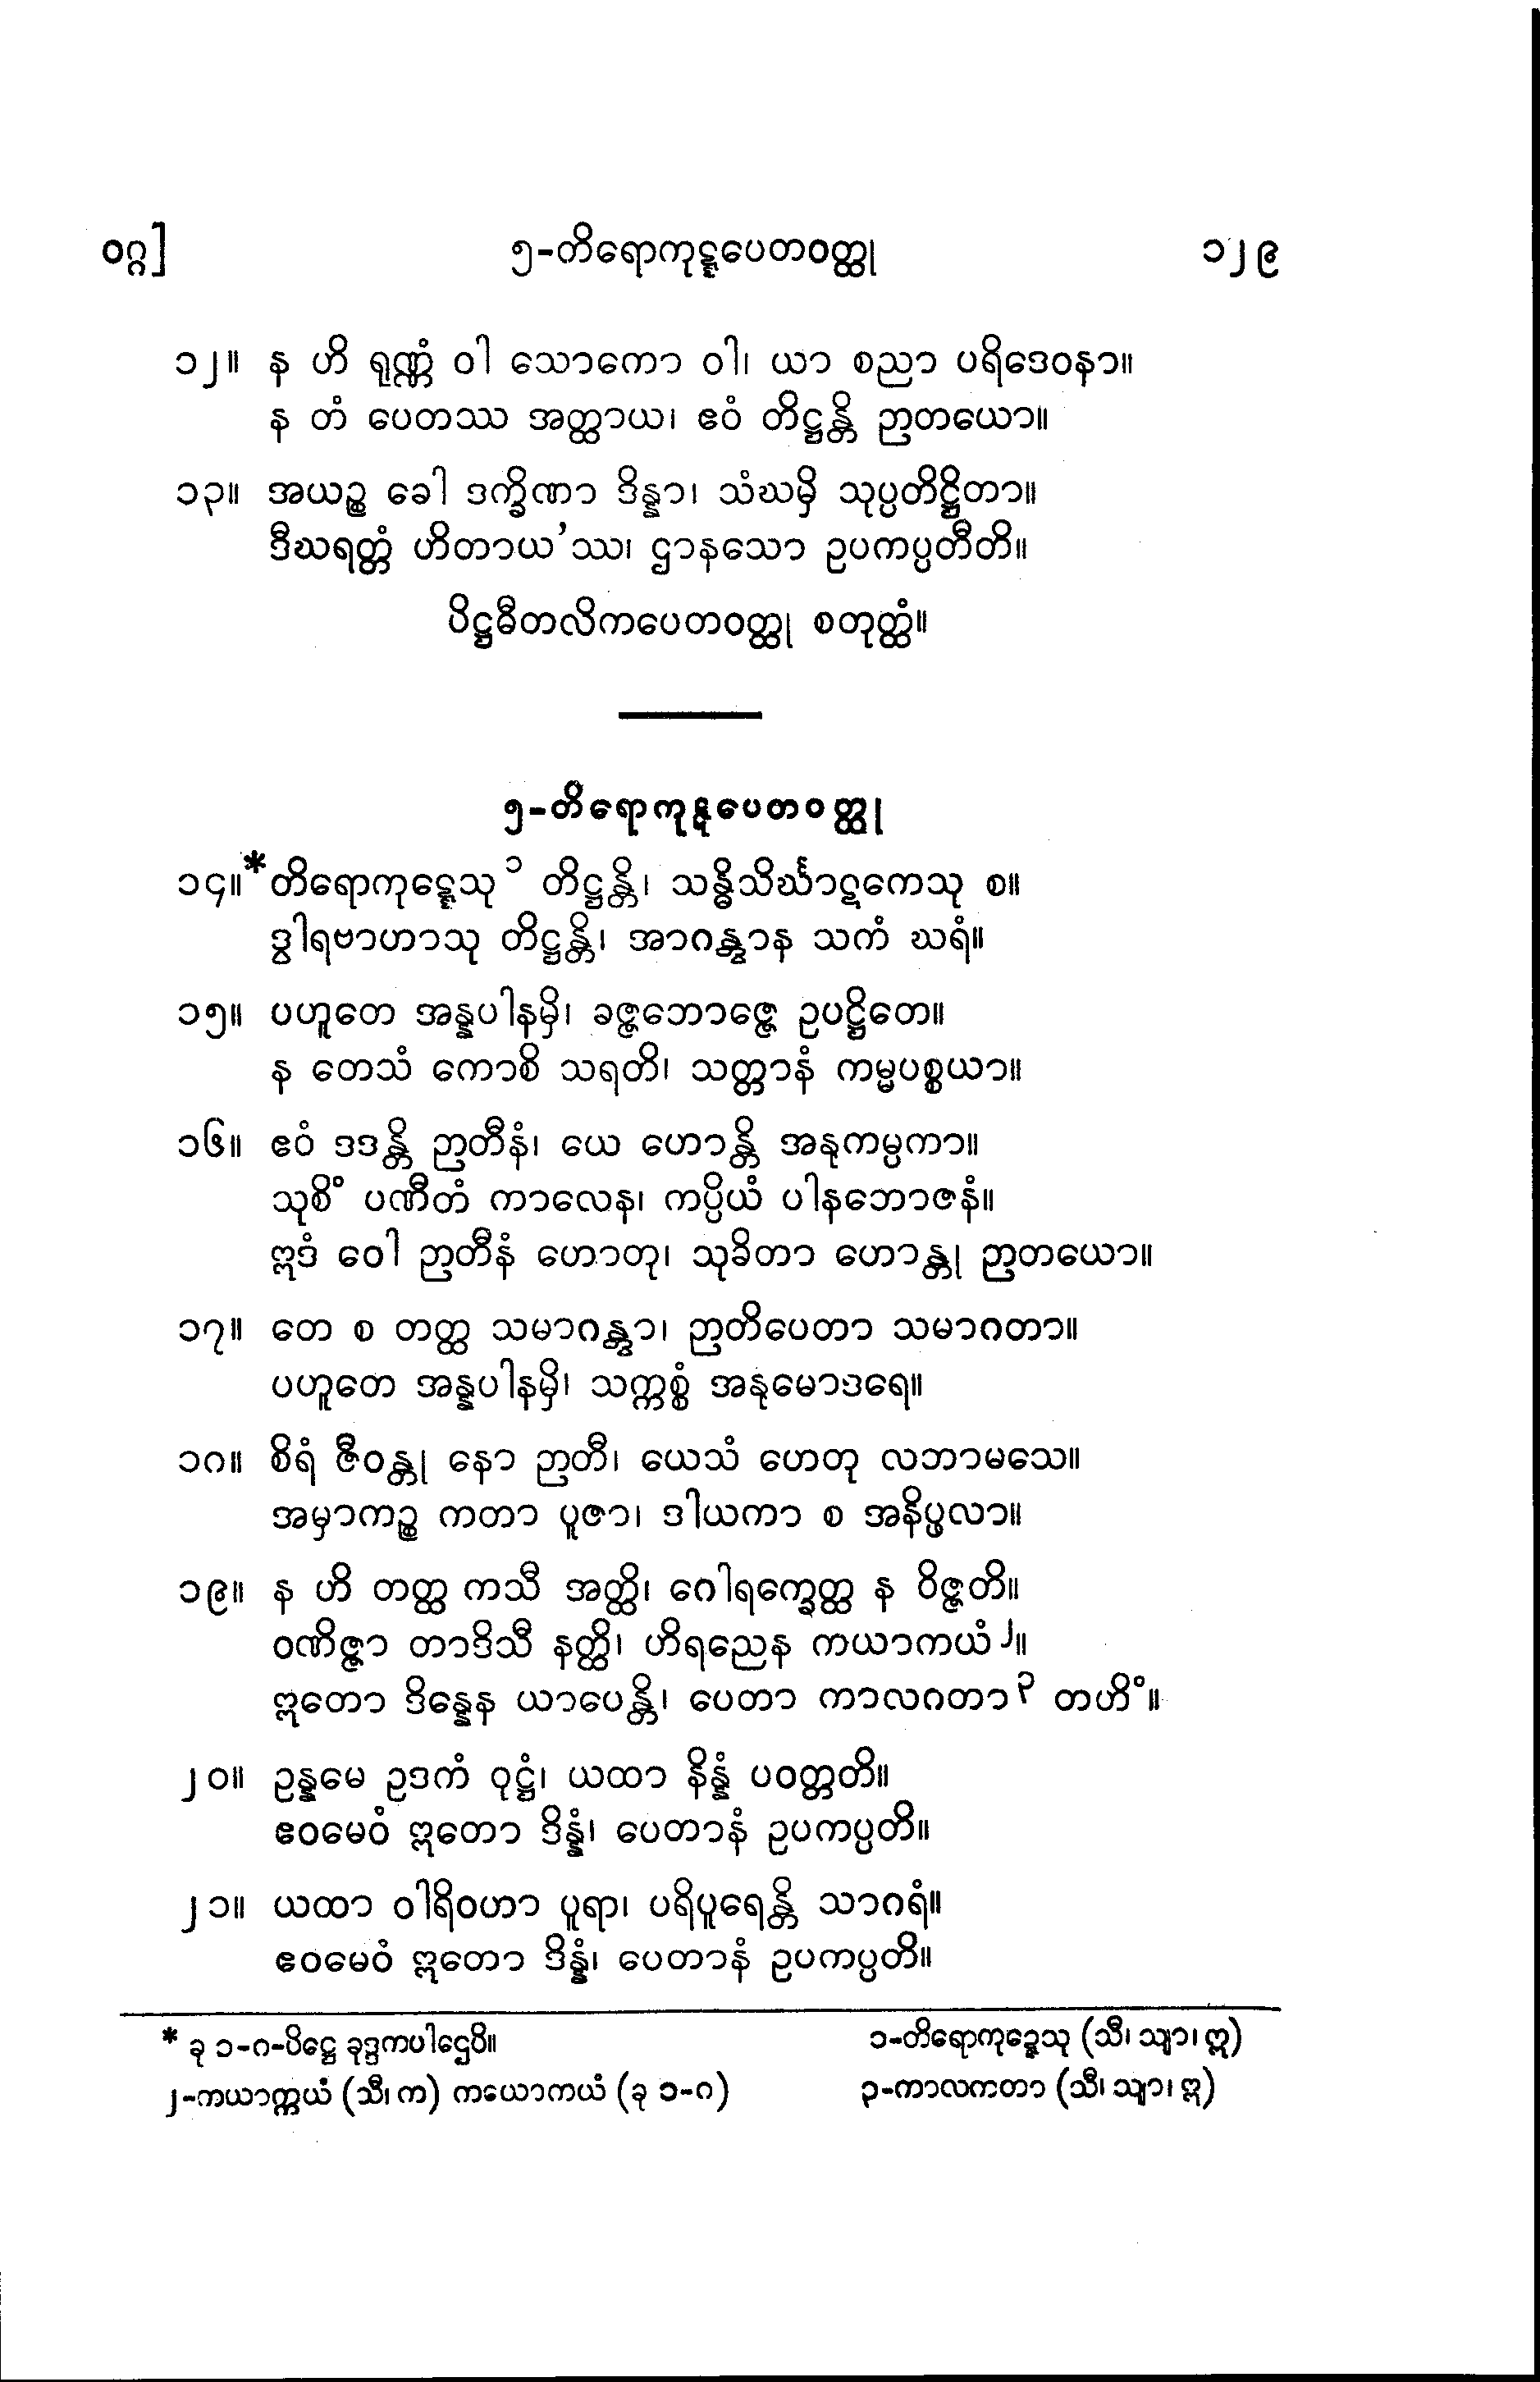 ဝဂ္ဂ] ၅-တိရောကုဋ္ဋပေတဝတ္ထု ၁၂၉
၁၂။ န ဟိ ရုဏ္ဏံ ဝါ သောကော ဝါ၊ ယာ စညာ ပရိဒေဝနာ။
န တံ ပေတဿ အတ္ထာယ၊ ဧဝံ တိဋ္ဌန္တိ ဉာတယော။
၁၃။ အယဉ္စ ခေါ ဒက္ခိဏာ ဒိန္နာ၊ သံဃမှိ သုပ္ပတိဋ္ဌိတာ။
ဒီဃရတ္တံ ဟိတာယ’ဿ၊ ဌာနသော ဥပကပ္ပတီတိ။
ပိဋ္ဌဓီတလိကပေတဝတ္ထု စတုတ္ထံ။
၅-တိရောကုဋ္ဋပေတဝတ္ထု
၁၄။*တိရောကုဋ္ဋေသု ၁ တိဋ္ဌန္တိ၊ သန္ဓိသိင်္ဃာဋကေသု စ။
ဒွါရဗာဟာသု တိဋ္ဌန္တိ၊ အာဂန္တွာန သကံ ဃရံ။
၁၅။ ပဟူတေ အန္နပါနမှိ၊ ခဇ္ဇဘောဇ္ဇေ ဥပဋ္ဌိတေ။
န တေသံ ကောစိ သရတိ၊ သတ္တာနံ ကမ္မပစ္စယာ။
၁၆။ ဧဝံ ဒဒန္တိ ဉာတီနံ၊ ယေ ဟောန္တိ အနုကမ္ပကာ။
သုစိံ ပဏီတံ ကာလေန၊ ကပ္ပိယံ ပါနဘောဇနံ။
ဣဒံ ဝေါ ဉာတီနံ ဟောတု၊ သုခိတာ ဟောန္တု ဉာတယော။
၁၇။ တေ စ တတ္ထ သမာဂန္တွာ၊ ဉာတိပေတာ သမာဂတာ။
ပဟူတေ အန္နပါနမှိ၊ သက္ကစ္စံ အနုမောဒရေ။
၁၈။ စိရံ ဇီဝန္တု နော ဉာတီ၊ ယေသံ ဟေတု လဘာမသေ။
အမှာကဉ္စ ကတာ ပူဇာ၊ ဒါယကာ စ အနိပ္ဖလာ။
၁၉။ န ဟိ တတ္ထ ကသီ အတ္ထိ၊ ဂေါရက္ခေတ္ထ န ဝိဇ္ဇတိ။
ဝဏိဇ္ဇာ တာဒိသီ နတ္ထိ၊ ဟိရညေန ကယာကယံ ၂။
ဣတော ဒိန္နေန ယာပေန္တိ၊ ပေတာ ကာလဂတာ ၃ တဟိံ။
၂၀။ ဥန္နမေ ဥဒကံ ဝုဋ္ဌံ၊ ယထာ နိန္နံ ပဝတ္တတိ။
ဧဝမေဝံ ဣတော ဒိန္နံ၊ ပေတာနံ ဥပကပ္ပတိ။
၂၁။ ယထာ ဝါရိဝဟာ ပူရာ၊ ပရိပူရေန္တိ သာဂရံ။
ဧဝမေဝံ ဣတော ဒိန္နံ၊ ပေတာနံ ဥပကပ္ပတိ။
* ခု ၁-၈-ပိဋ္ဌေ ခုဒ္ဒကပါဌေပိ။ ၁-တိရောကုဍ္ဍေသု (သီ၊ သျာ၊ ဣ)
၂-ကယာက္ကယံ (သီ၊ က) ကယောကယံ (ခု ၁-၈) ၃-ကာလကတာ (သီ၊ သျာ၊ ဣ)